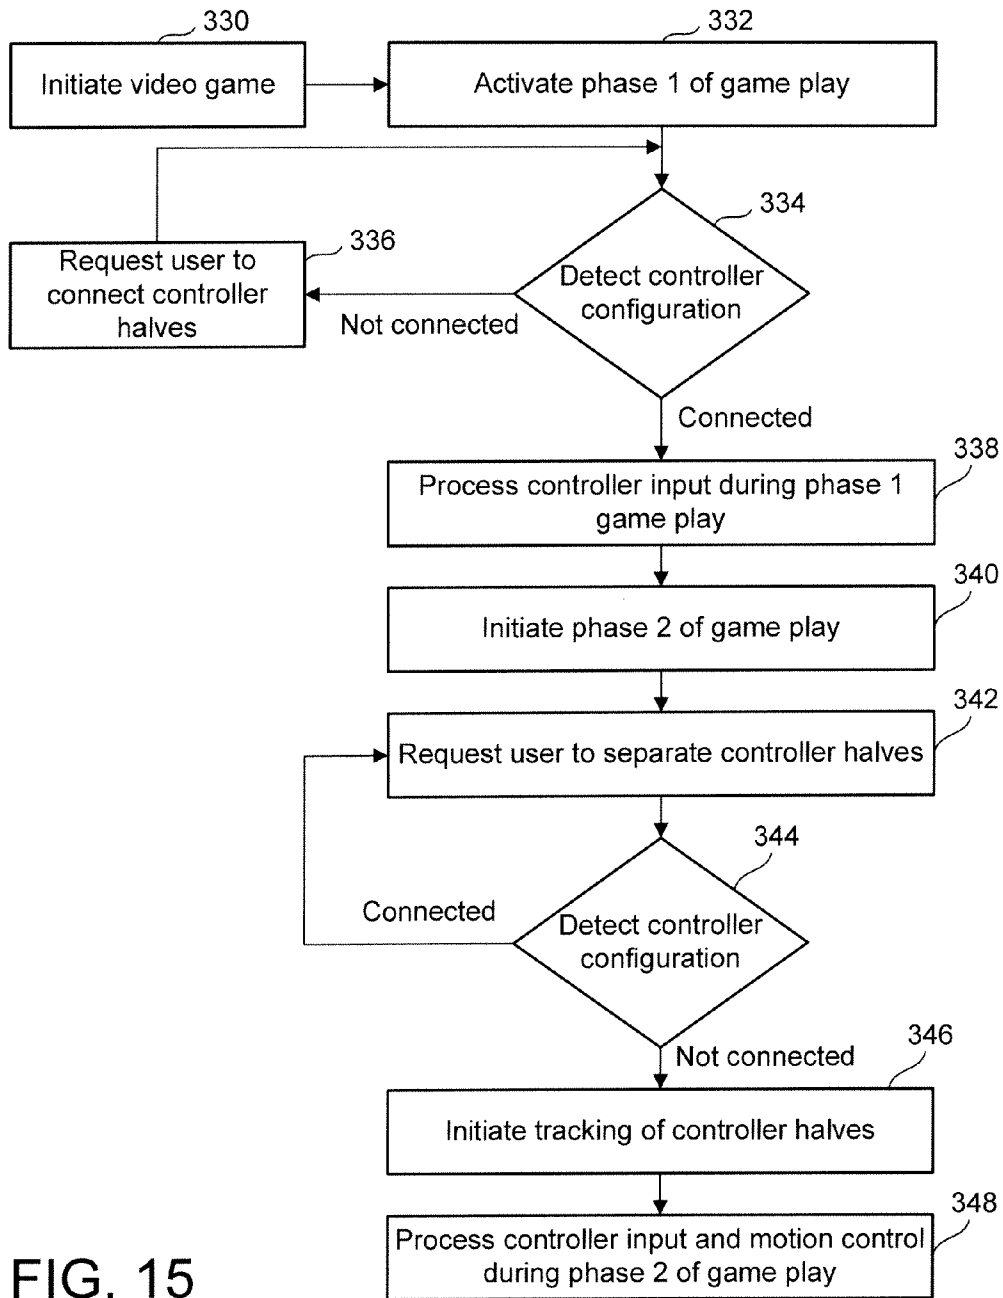 330
332
Initiate video game
Activate phase 1 of game play
334
336
Request user to
connect controller
halves
Detect controller
configuration
Not connected
Connected
338
Process controller input during phase 1
game play
340
Initiate phase 2 of game play
342
Request user to separate controller halves
344
Connected
Detect controller
configuration
346
Not connected
Initiate tracking of controller halves
348
Process controller input and motion control
during phase 2 of game play
FIG. 15